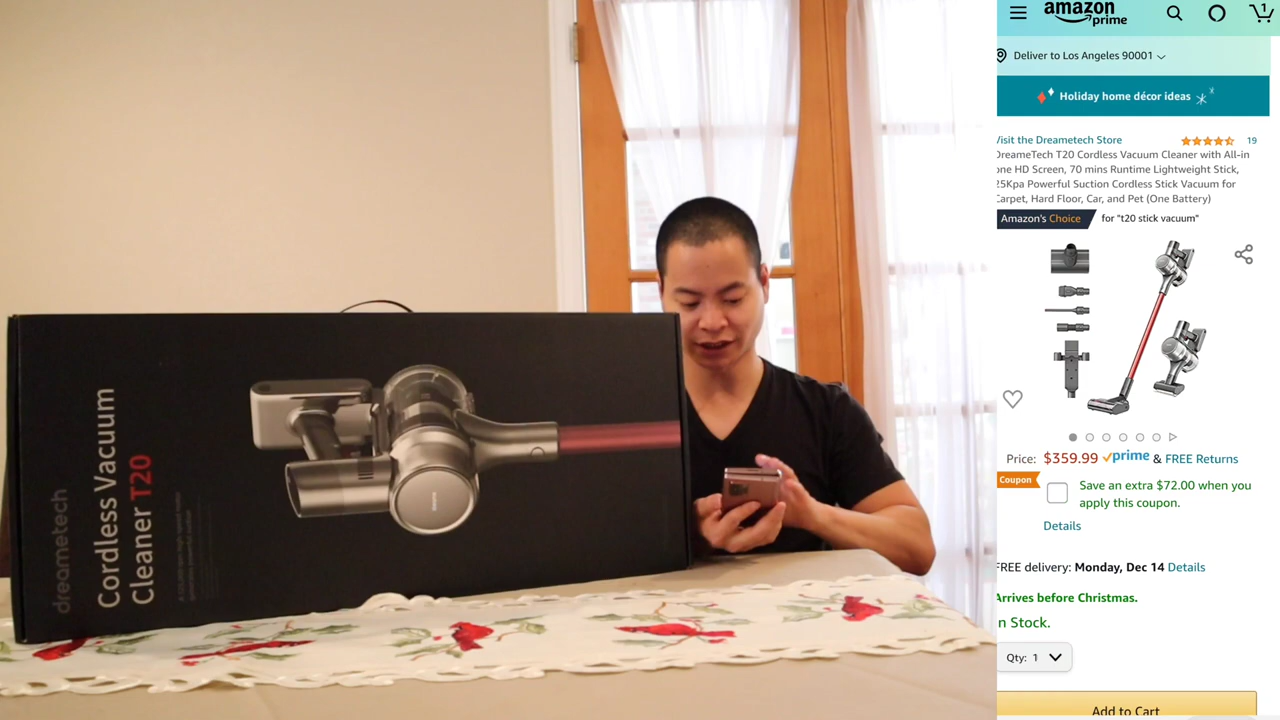 dreametech
Cordless Vacuum
Cleaner T20
amazon
prime
1
Deliver to Los Angeles 90001
Holiday home décor ideas
Visit the Dreametech Store
19
DreameTech T20 Cordless Vacuum Cleaner with All-in
one HD Screen, 70 mins Runtime Lightweight Stick,
25Kpa Powerful Suction Cordless Stick Vacuum for
Carpet, Hard Floor, Car, and Pet (One Battery)
Amazon's Choice for "t20 stick vacuum"
Price: $359.99 prime & FREE Returns
Coupon
Save an extra $72.00 when you
apply this coupon.
Details
FREE delivery: Monday, Dec 14 Details
Arrives before Christmas.
In Stock.
Qty: 1
Add to Cart